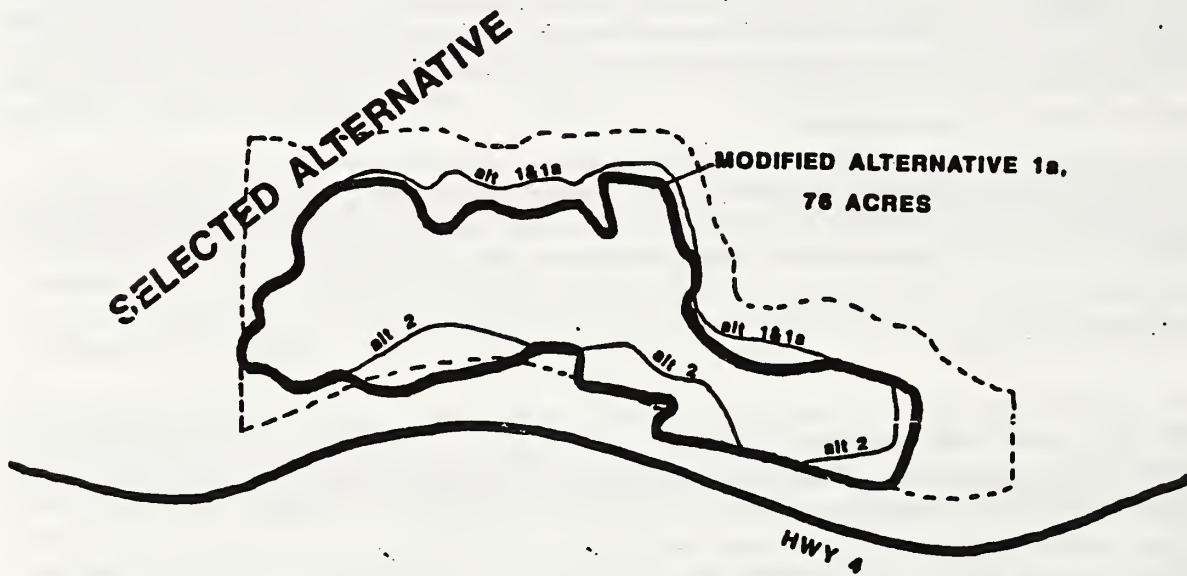 SELECTED ALTERNATIVE
alt 1&1a
MODIFIED ALTERNATIVE 1a,
76 ACRES
alt 1&1a
alt 2
alt 2
alt 2
HWY 4